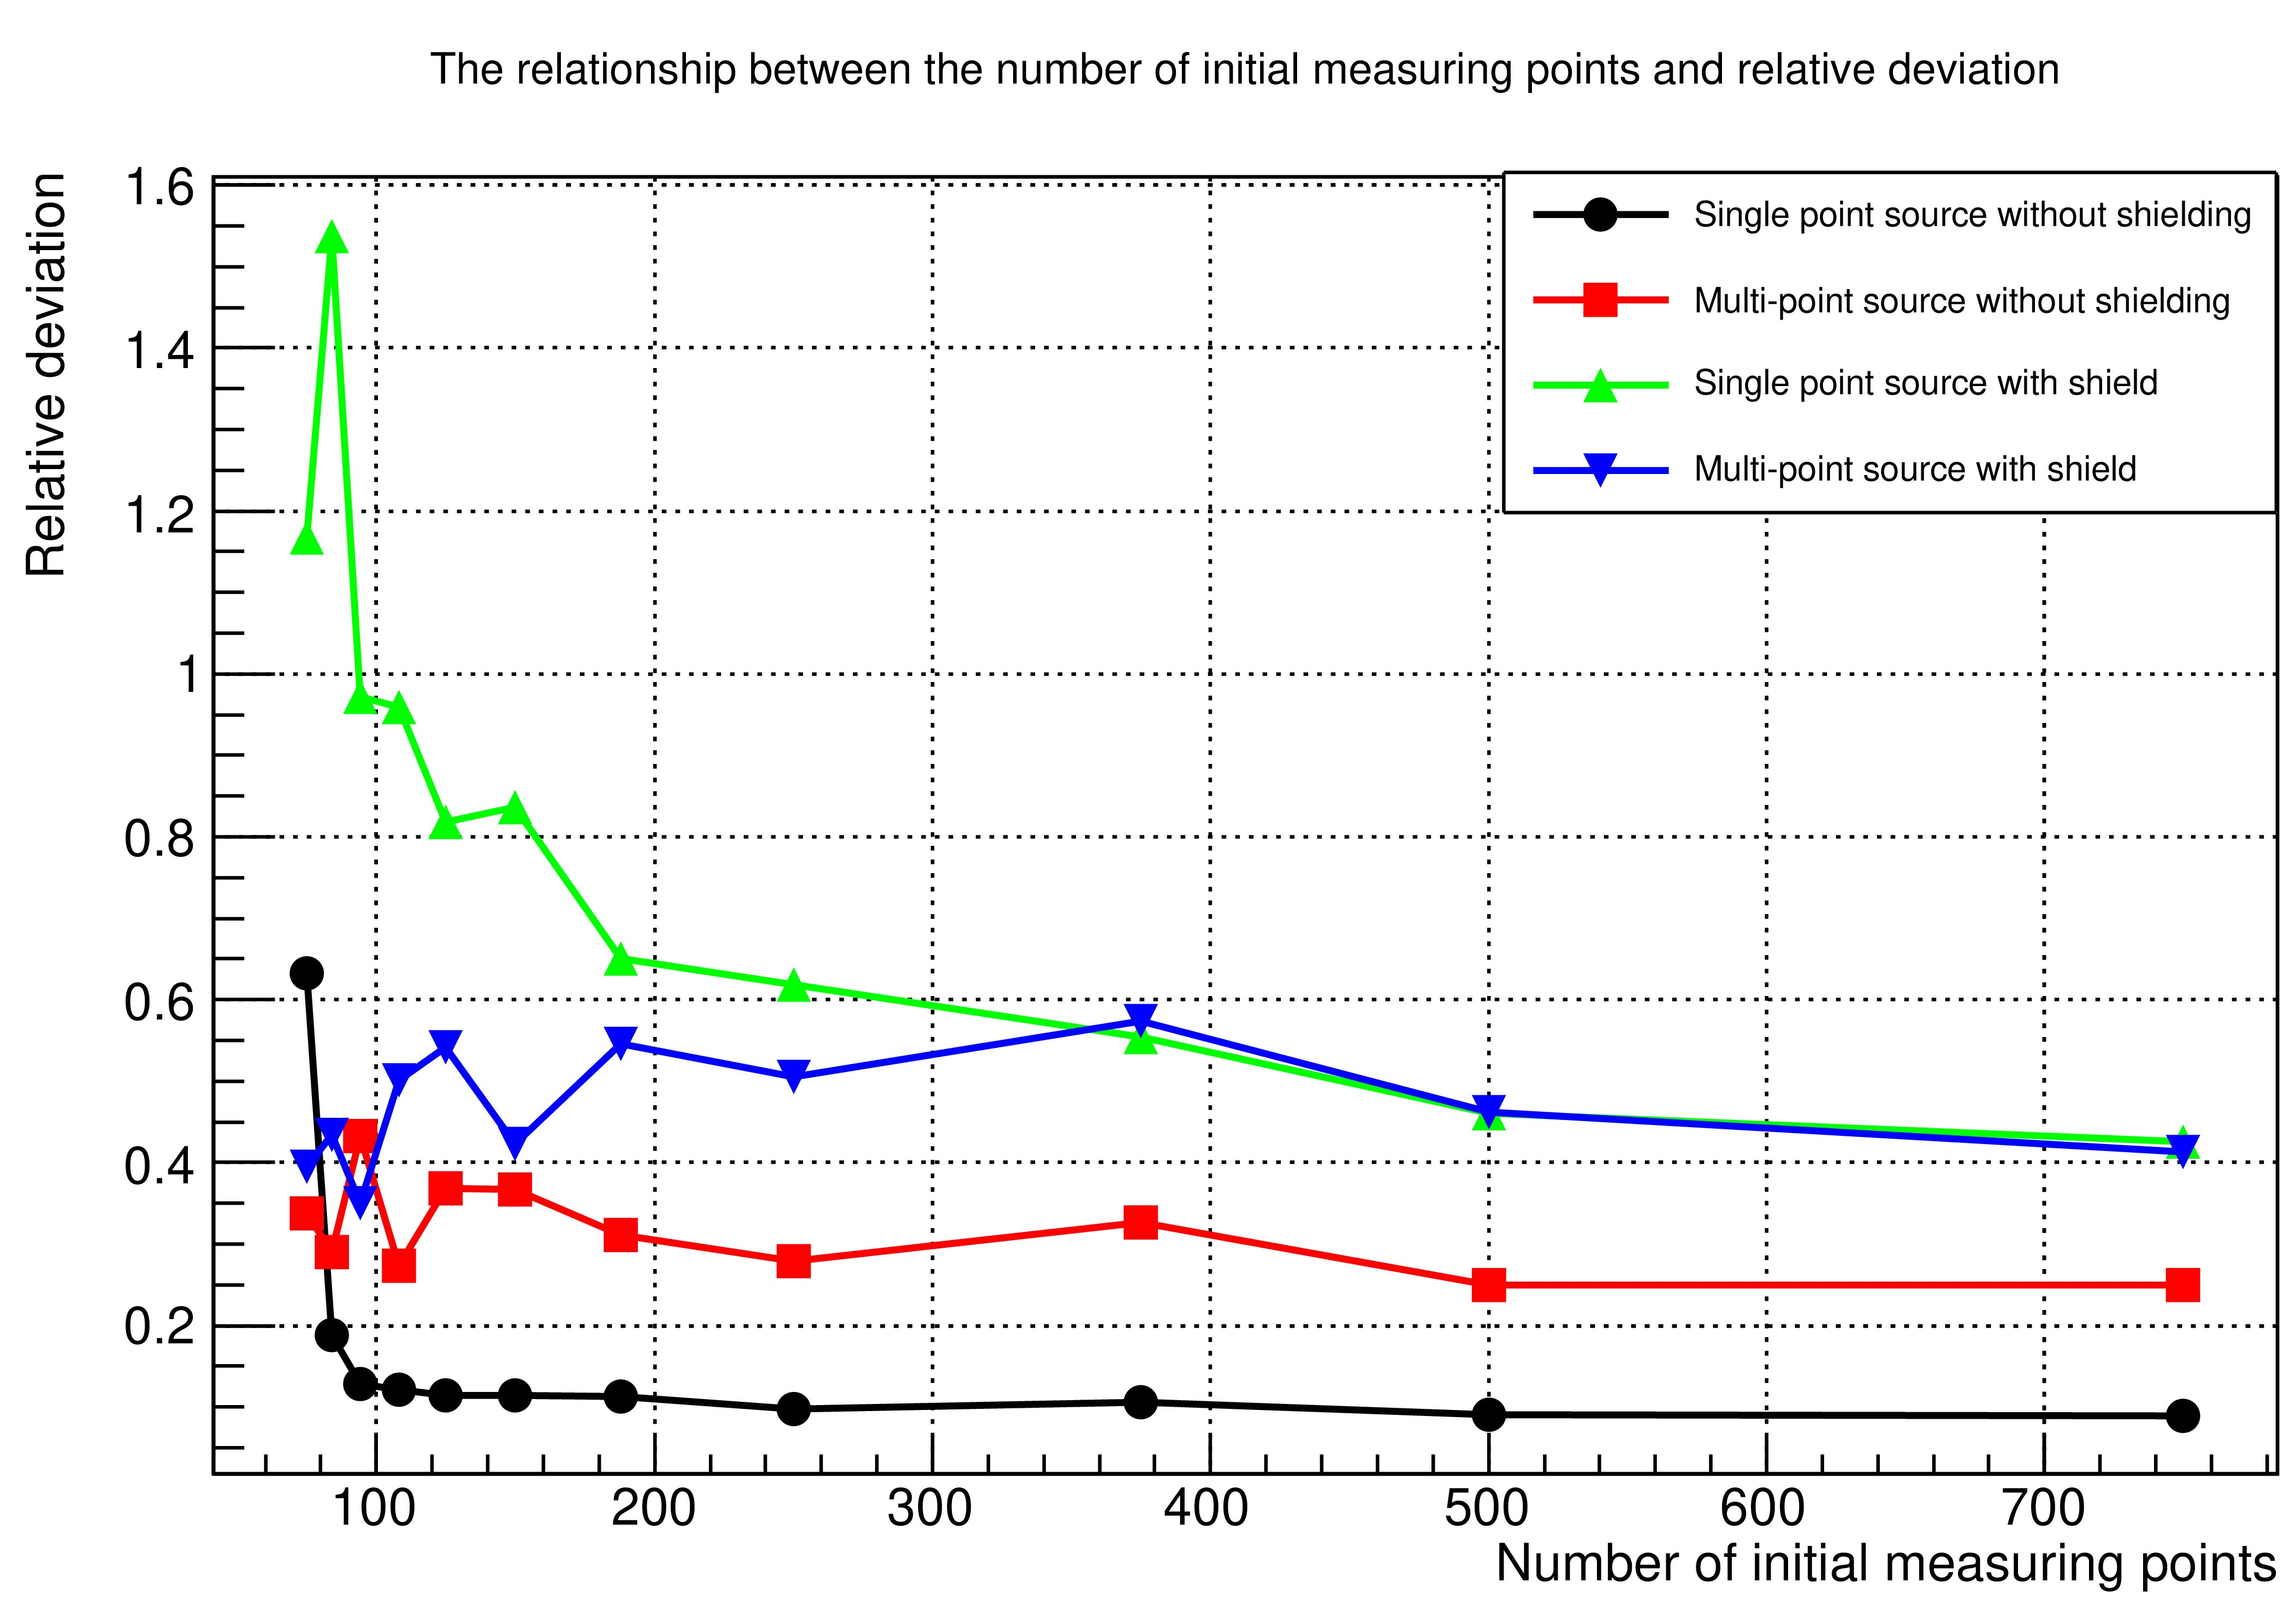 The relationship between the number of initial measuring points and relative deviation
Relative deviation
1.6
1.4
1.2
1
0.8
0.6
0.4
0.2
Single point source without shielding
Multi-point source without shielding
Single point source with shield
Multi-point source with shield
100 200 300 400 500 600 700
Number of initial measuring points